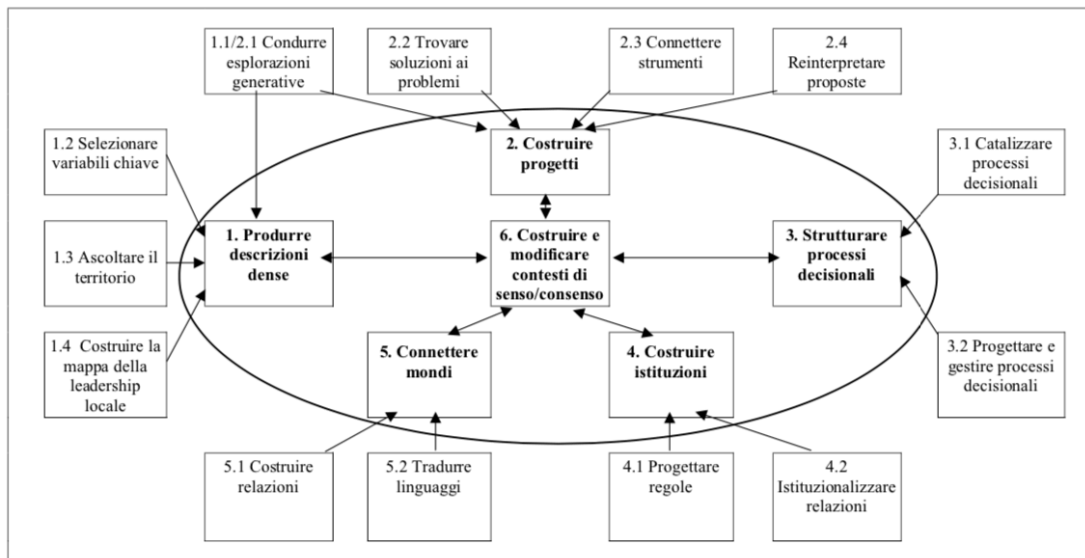 1.1/2.1 Condurre
esplorazioni
generative
2.2 Trovare
soluzioni ai
problemi
2.3 Connettere
strumenti
2.4
Reinterpretare
proposte
1.2 Selezionare
variabili chiave
2. Costruire
progetti
3.1 Catalizzare
processi
decisionali
1.3 Ascoltare il
territorio
1. Produrre
descrizioni
dense
6. Costruire e
modificare
contesti di
senso/consenso
3. Strutturare
processi
decisionali
1.4 Costruire la
mappa della
leadership
locale
5. Connettere
mondi
4. Costruire
istituzioni
3.2 Progettare e
gestire processi
decisionali
5.1 Costruire
relazioni
5.2 Tradurre
linguaggi
4.1 Progettare
regole
4.2
Istituzionalizzare
relazioni